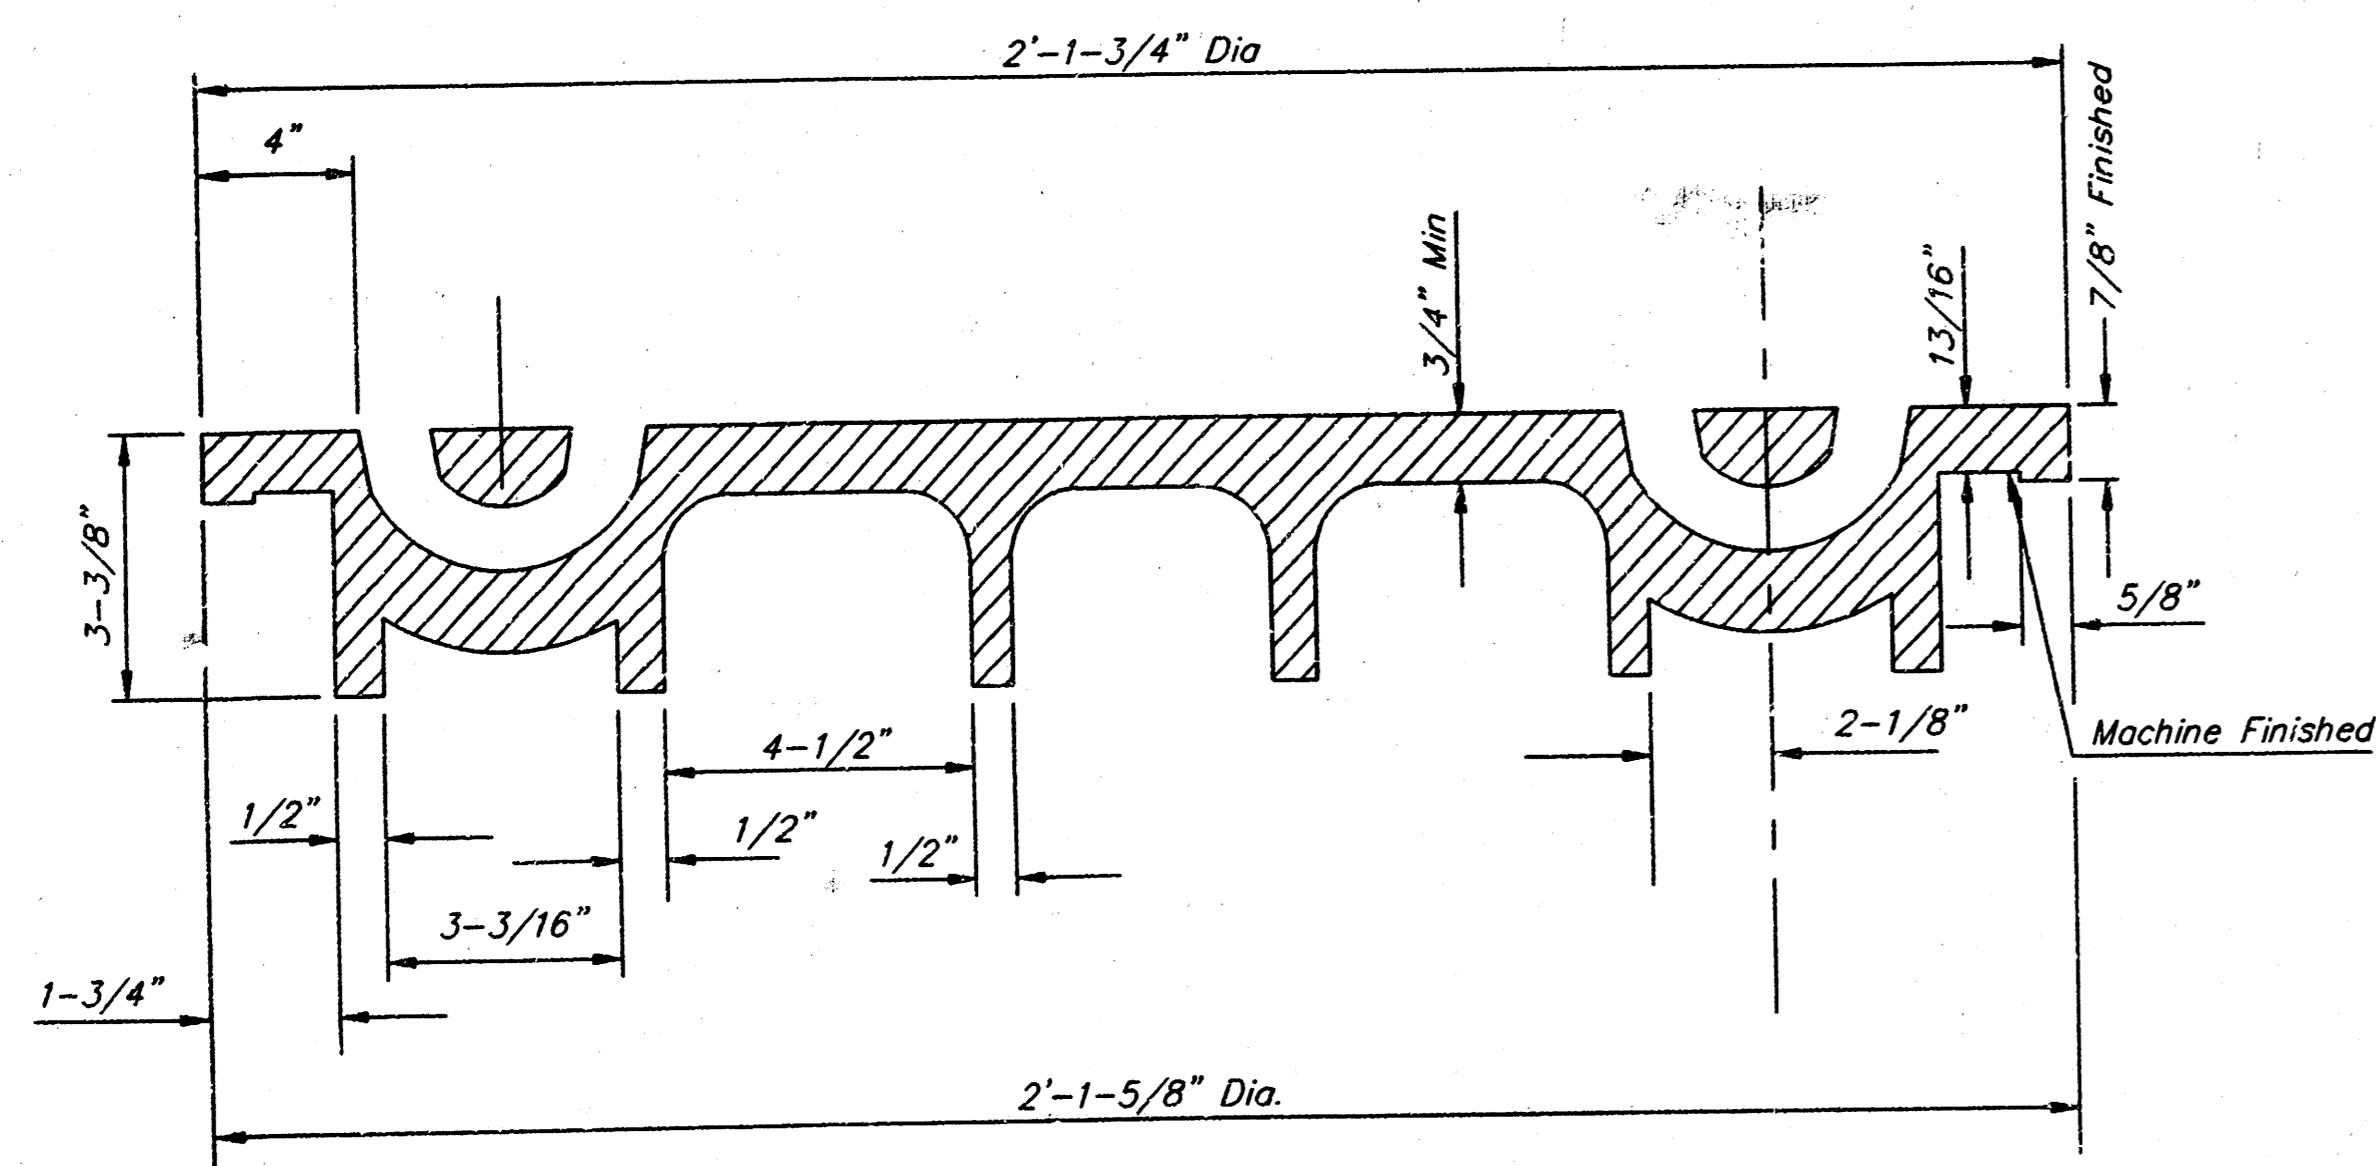 2'-1-3/4" Dia
4"
7/8" Finished
3/4" Min
13/16"
3-3/8"
5/8"
2-1/8"
Machine Finished
4-1/2"
1/2"
1/2"
1/2"
3-3/16"
1-3/4"
2'-1-5/8" Dia.